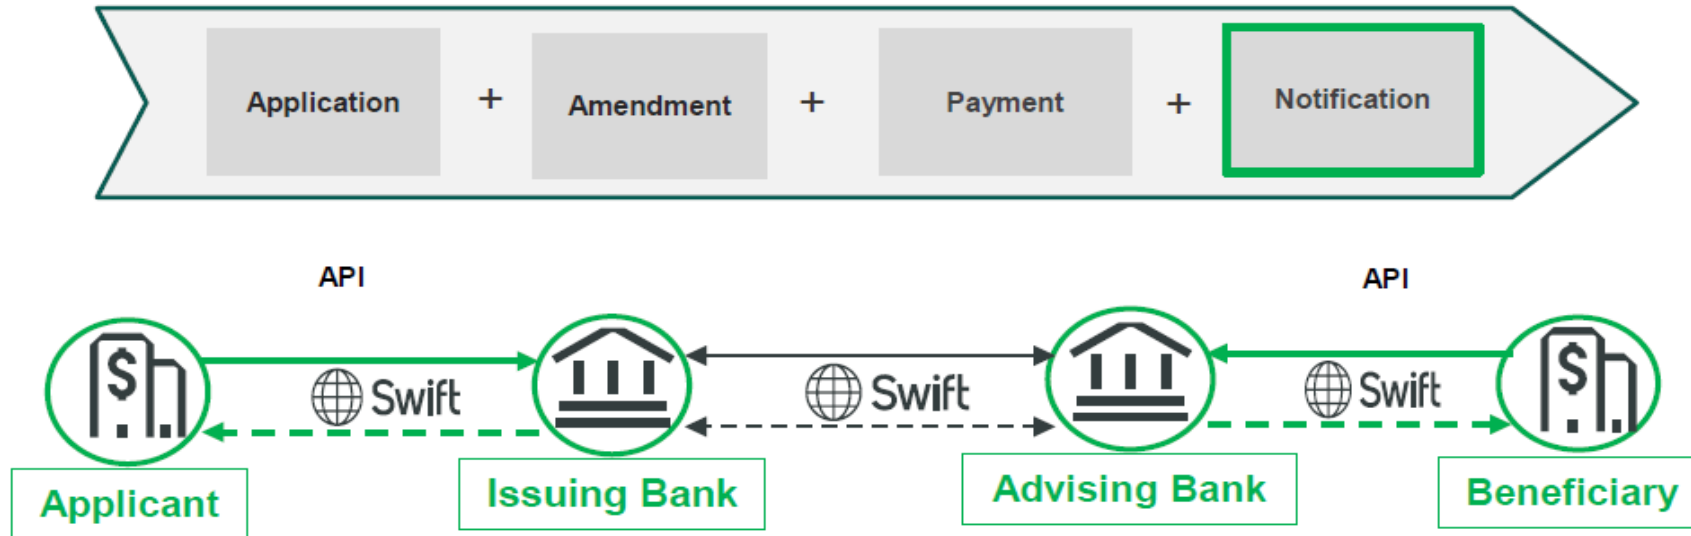 Application + Amendment + Payment + Notification
API API
Swift Swift Swift
Applicant Issuing Bank Advising Bank Beneficiary